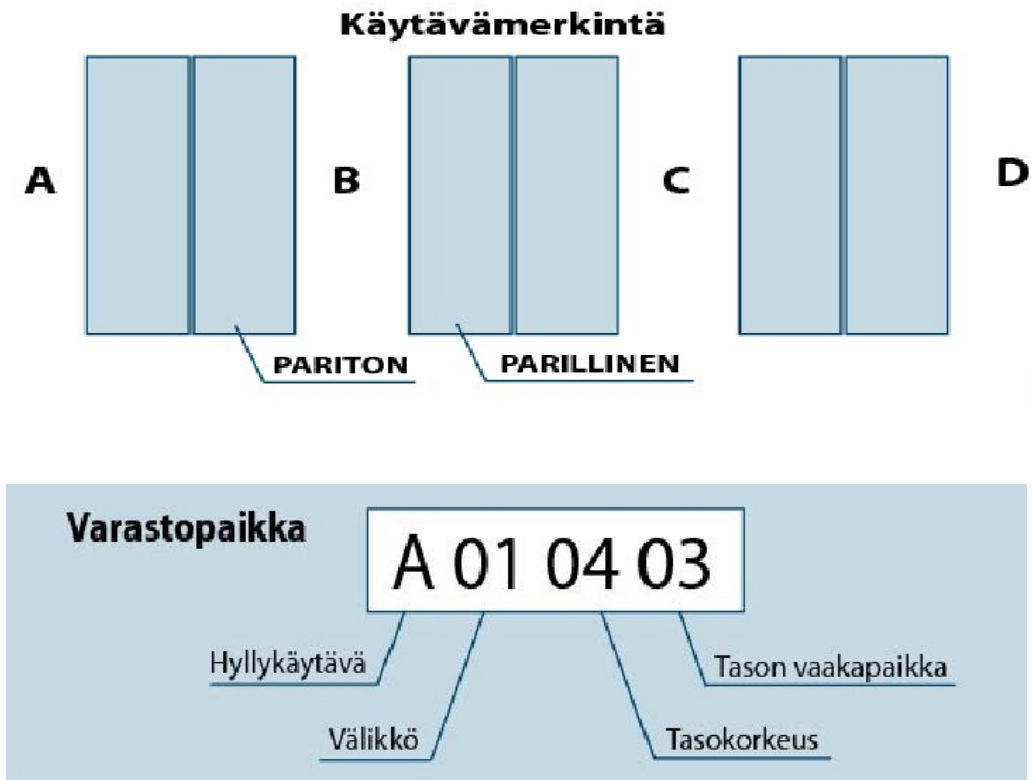 Käytävämerkintä
A
B
C
D
PARITON
PARILLINEN
Varastopaikka
A 01 04 03
Hyllykäytävä
Tason vaakapaikka
Välikkö
Tasokorkeus